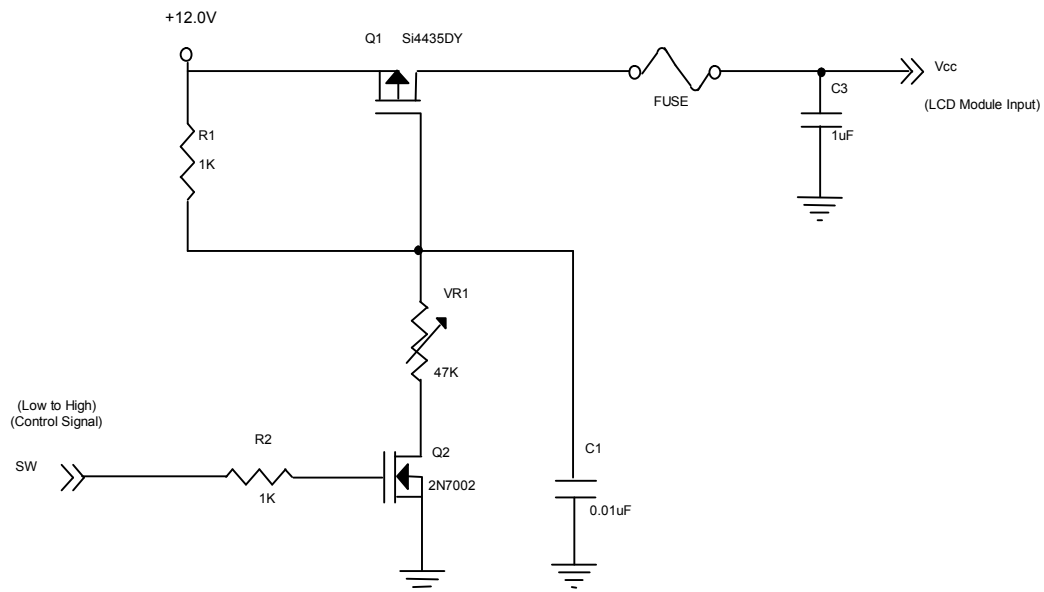 +12.0V
Q1 Si4435DY
Vcc
C3
(LCD Module Input)
FUSE
R1
1uF
1K
VR1
47K
(Low to High)
(Control Signal)
R2
Q2
C1
SW
2N7002
1K
0.01uF